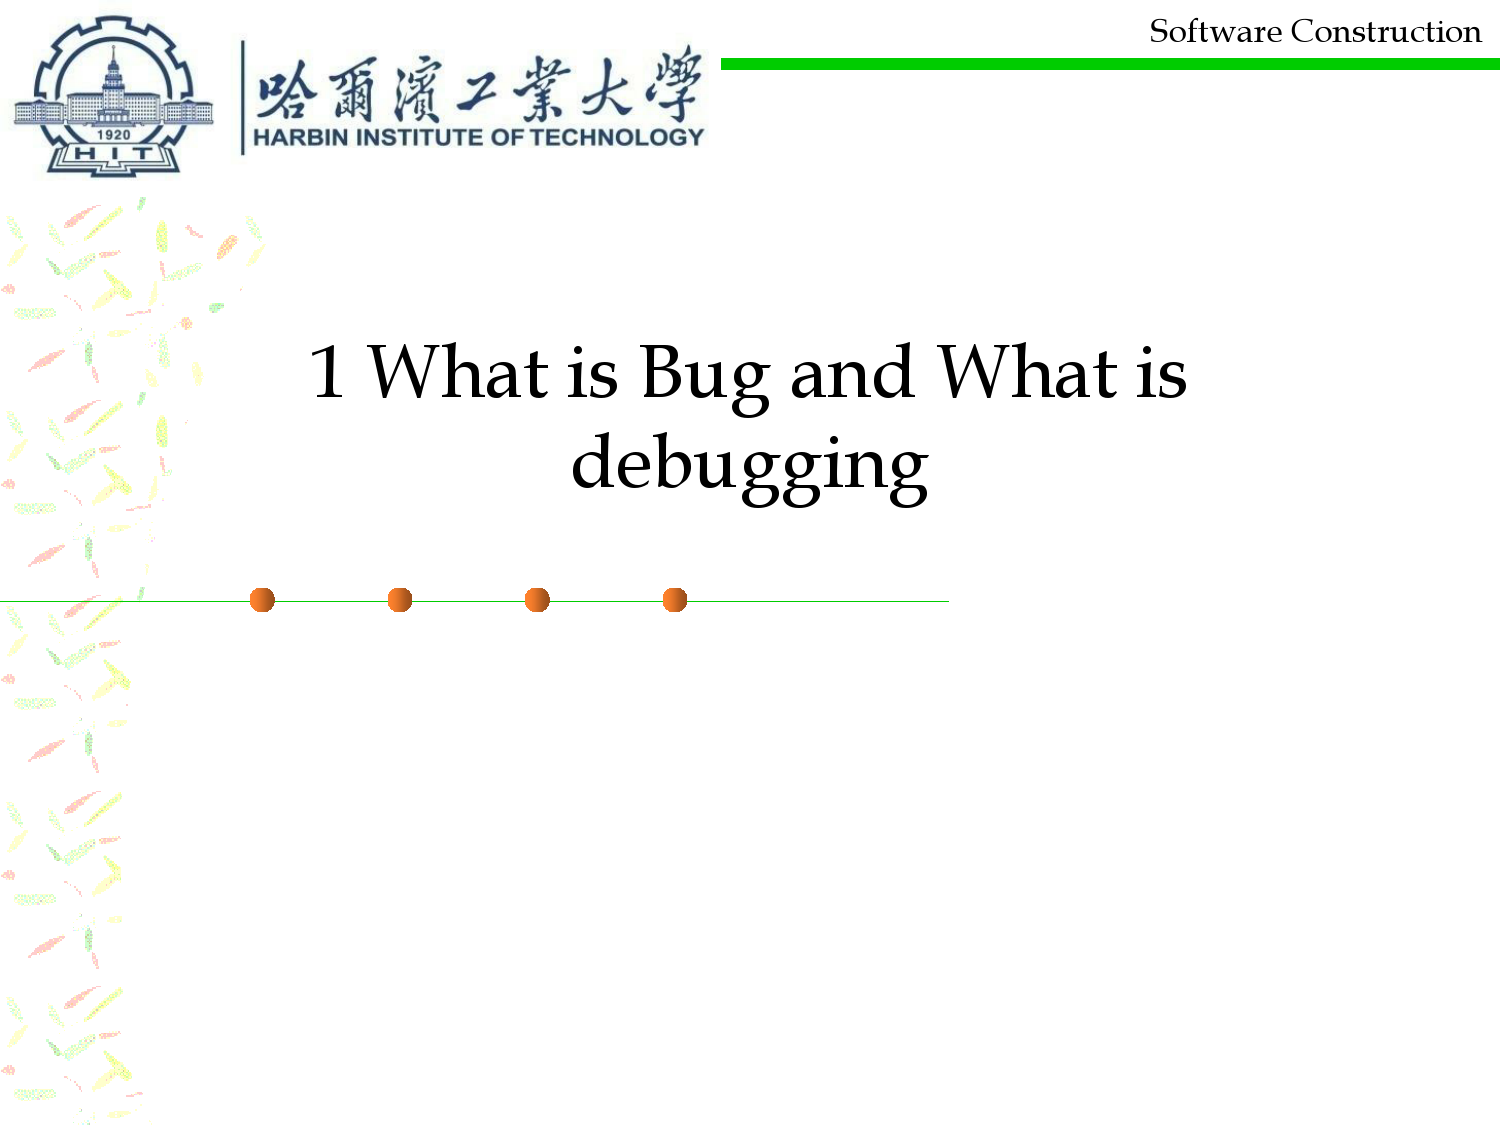 Software Construction
哈爾濱工業大學
HARBIN INSTITUTE OF TECHNOLOGY
1920
HIT
1 What is Bug and What is
debugging